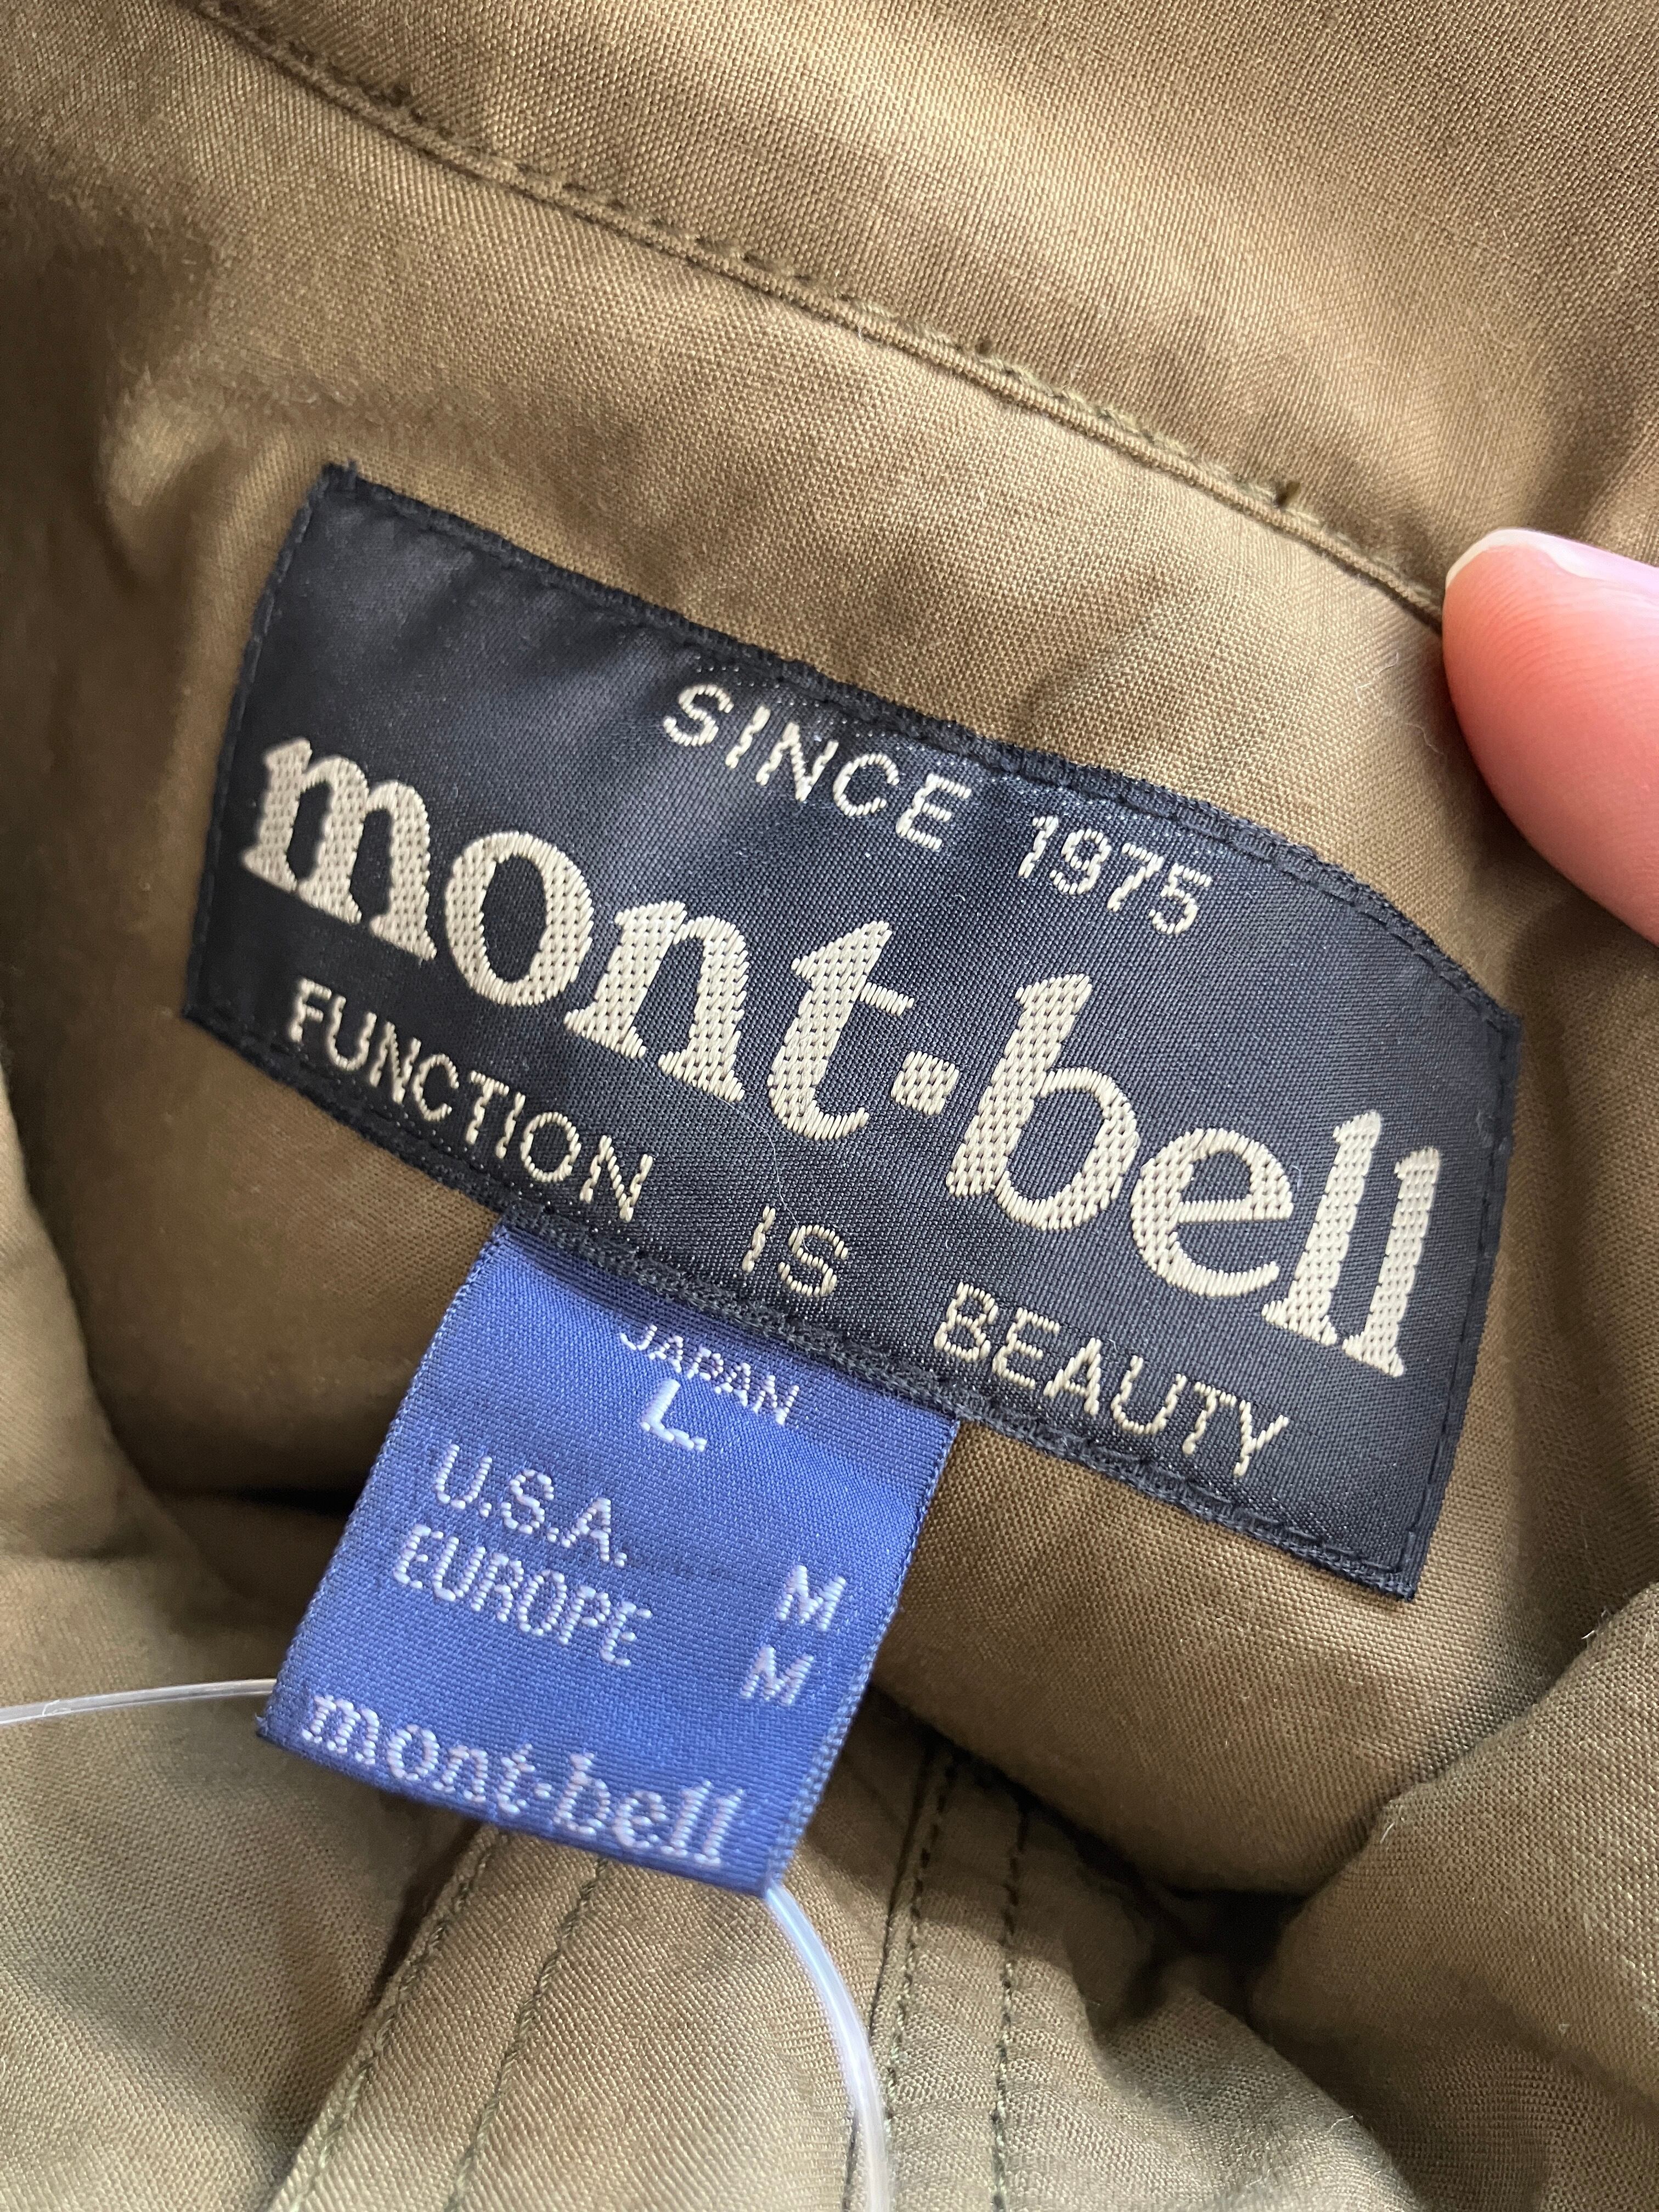 SINCE 1975
mont-bell
FUNCTION IS BEAUTY
JAPAN
L
U.S.A. M
EUROPE M
mont-bell